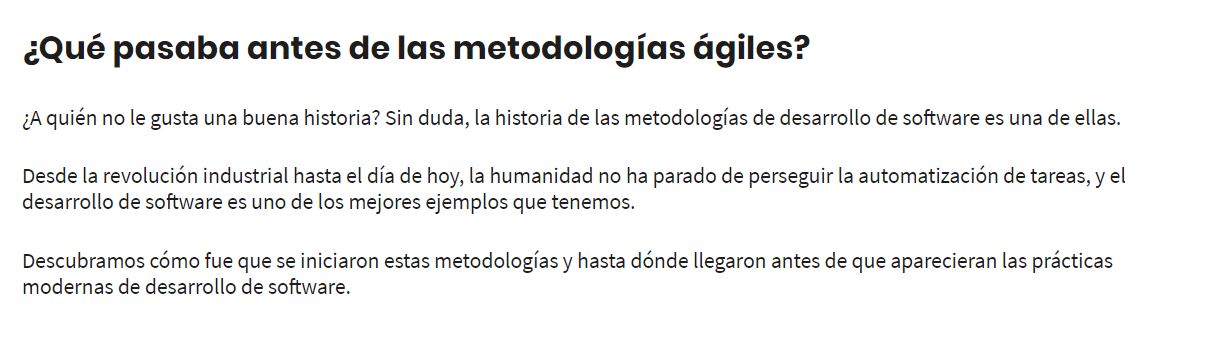 ¿Qué pasaba antes de las metodologías ágiles?
¿A quién no le gusta una buena historia? Sin duda, la historia de las metodologías de desarrollo de software es una de ellas.
Desde la revolución industrial hasta el día de hoy, la humanidad no ha parado de perseguir la automatización de tareas, y el
desarrollo de software es uno de los mejores ejemplos que tenemos.
Descubramos cómo fue que se iniciaron estas metodologías y hasta dónde llegaron antes de que aparecieran las prácticas
modernas de desarrollo de software.